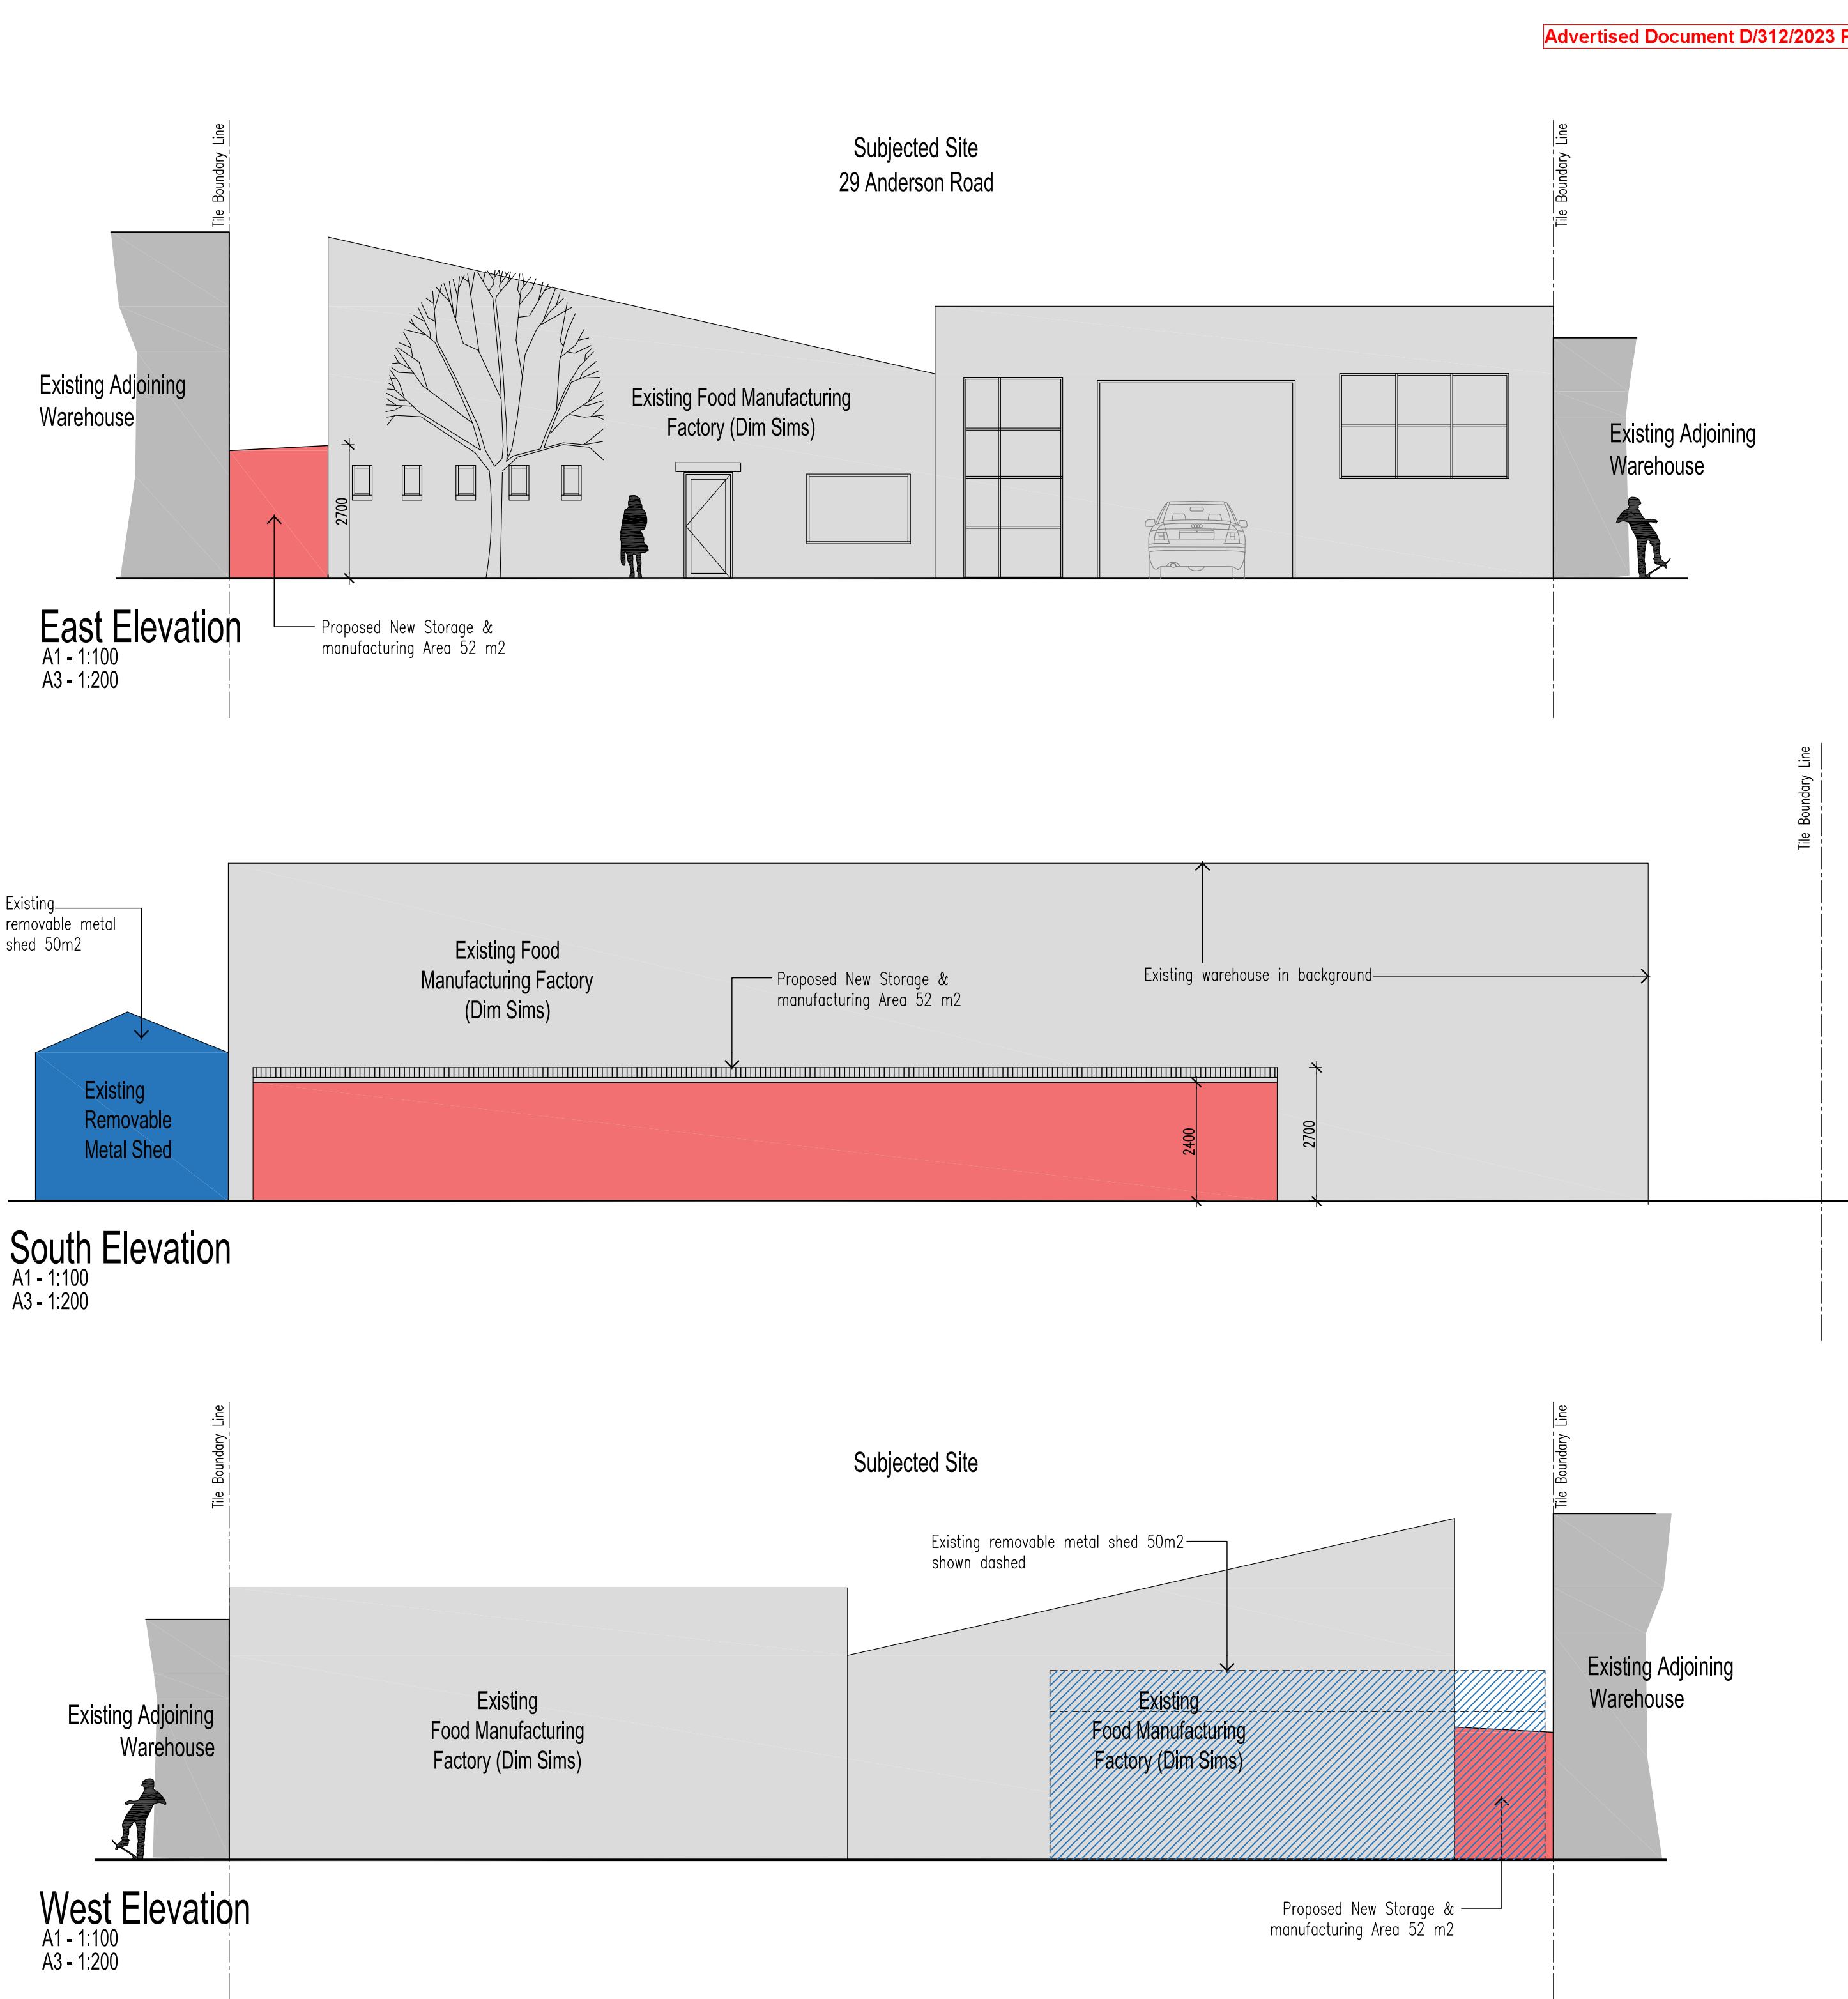 Advertised Document D/312/2023
Tile Boundary Line
Subjected Site
29 Anderson Road
Tile Boundary Line
Existing Adjoining
Warehouse
Existing Food Manufacturing
Factory (Dim Sims)
Existing Adjoining
Warehouse
2700
East Elevation
A1 - 1:100
A3 - 1:200
Proposed New Storage &
manufacturing Area 52 m2
Tile Boundary Line
Existing
removable metal
shed 50m2
Existing Food
Manufacturing Factory
(Dim Sims)
Proposed New Storage &
manufacturing Area 52 m2
Existing warehouse in background
Existing
Removable
Metal Shed
2400
2700
South Elevation
A1 - 1:100
A3 - 1:200
Tile Boundary Line
Subjected Site
Tile Boundary Line
Existing removable metal shed 50m2
shown dashed
Existing Adjoining
Warehouse
Existing
Food Manufacturing
Factory (Dim Sims)
Existing
Food Manufacturing
Factory (Dim Sims)
Existing Adjoining
Warehouse
West Elevation
A1 - 1:100
A3 - 1:200
Proposed New Storage &
manufacturing Area 52 m2